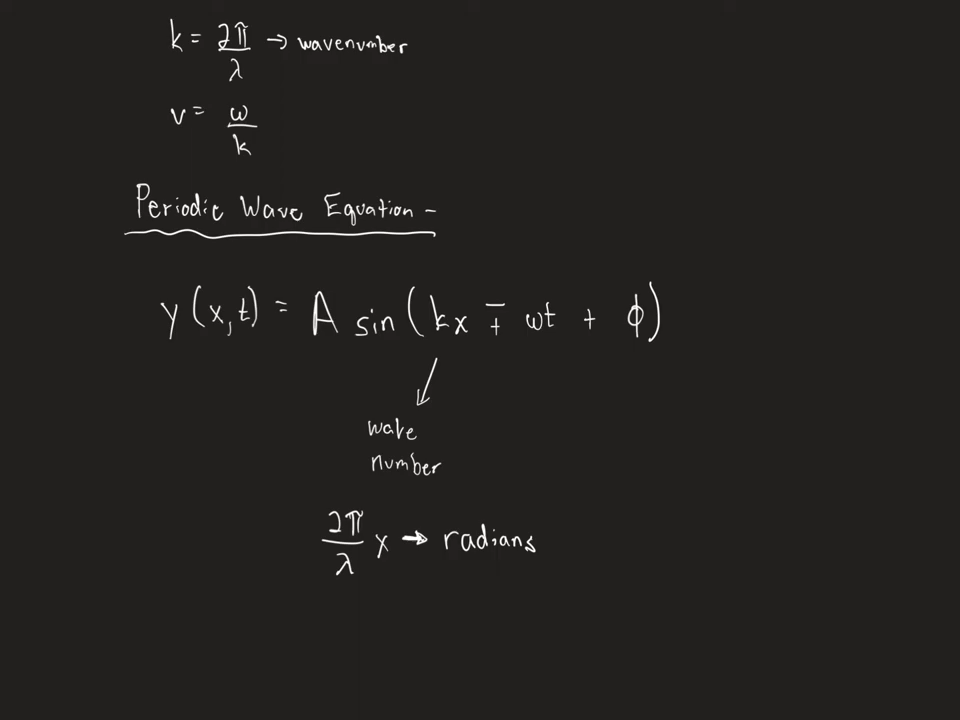 k = 2π/λ → wavenumber
v = ω/k
Periodic Wave Equation -
y(x,t) = A sin(kx ∓ ωt + ϕ)
wave
number
2π/λ x → radians